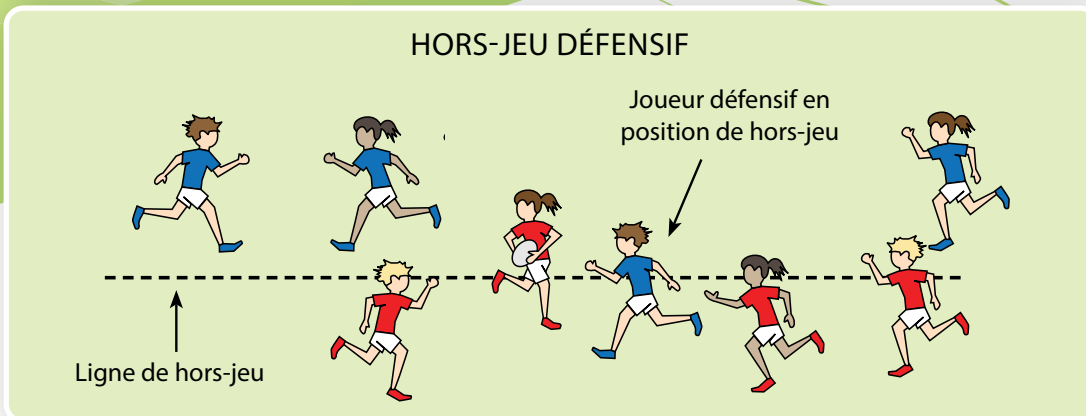 HORS-JEU DÉFENSIF
Joueur défensif en
position de hors-jeu
Ligne de hors-jeu